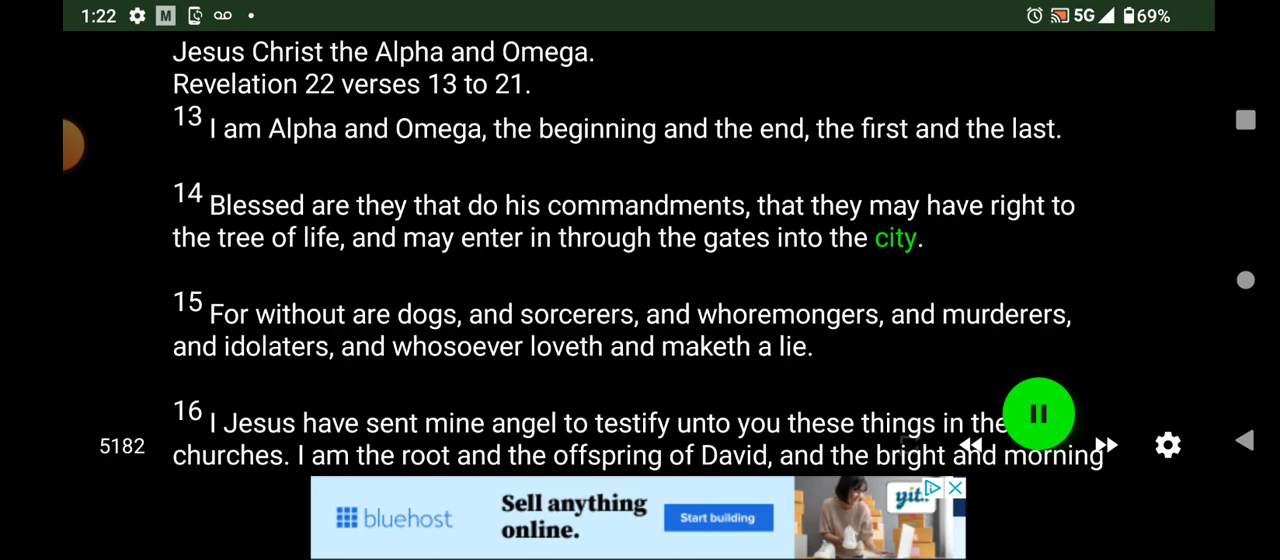 1:22 M 5G 69%
Jesus Christ the Alpha and Omega.
Revelation 22 verses 13 to 21.
13 I am Alpha and Omega, the beginning and the end, the first and the last.
14 Blessed are they that do his commandments, that they may have right to
the tree of life, and may enter in through the gates into the city.
15 For without are dogs, and sorcerers, and whoremongers, and murderers,
and idolaters, and whosoever loveth and maketh a lie.
16 I Jesus have sent mine angel to testify unto you these things in the
5182
churches. I am the root and the offspring of David, and the bright and morning
bluehost
Sell anything
online.
Start building
yit.